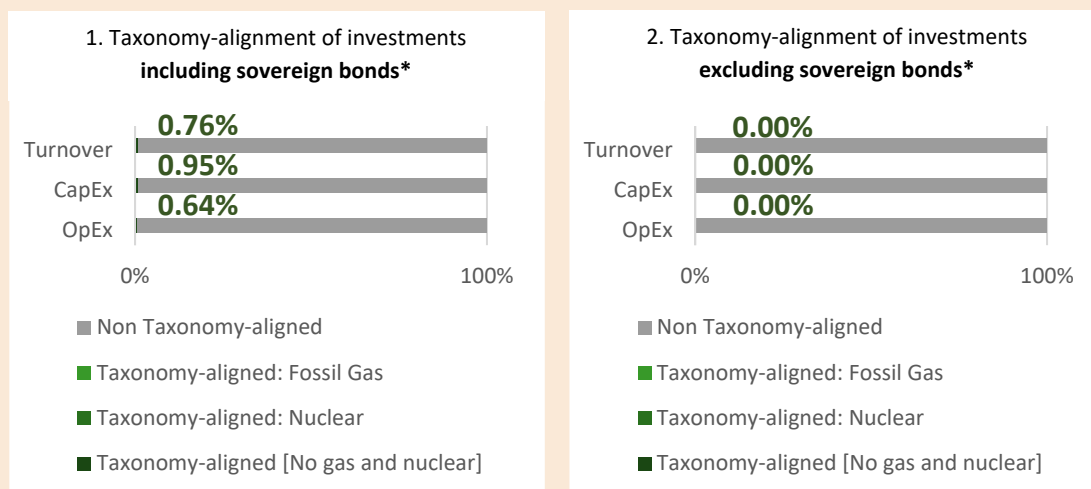 1. Taxonomy-alignment of investments
including sovereign bonds*
0.76%
Turnover
0.95%
CapEx
0.64%
OpEx
0%
100%
Non Taxonomy-aligned
Taxonomy-aligned: Fossil Gas
Taxonomy-aligned: Nuclear
Taxonomy-aligned [No gas and nuclear]
2. Taxonomy-alignment of investments
excluding sovereign bonds*
0.00%
Turnover
0.00%
CapEx
0.00%
OpEx
0%
100%
Non Taxonomy-aligned
Taxonomy-aligned: Fossil Gas
Taxonomy-aligned: Nuclear
Taxonomy-aligned [No gas and nuclear]